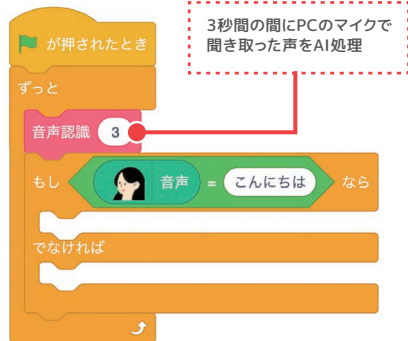 3秒間の間にPCのマイクで
聞き取った声をAI処理
が押されたとき
ずっと
音声認識 3
もし 音声 = こんにちは なら
でなければ